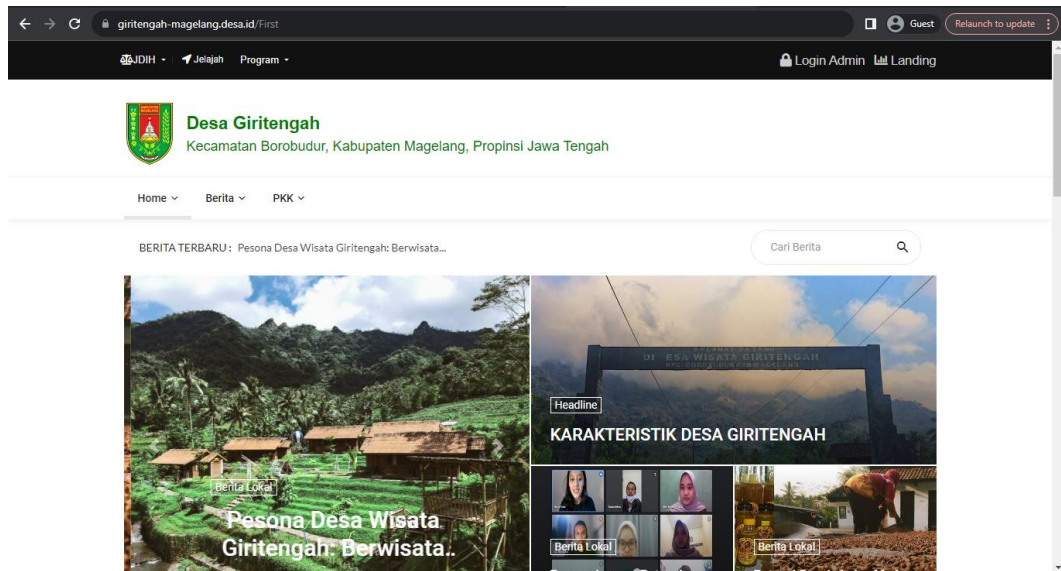 giritengah-magelang.desa.id/First
Guest
Relaunch to update
JDIH
Jelajah
Program
Login Admin
Landing
Desa Giritengah
Kecamatan Borobudur, Kabupaten Magelang, Propinsi Jawa Tengah
Home
Berita
PKK
BERITA TERBARU : Pesona Desa Wisata Giritengah: Berwisata...
Cari Berita
Berita Lokal
Pesona Desa Wisata
Giritengah: Berwisata..
DI ESA WISATA GIRITENGAH
Headline
KARAKTERISTIK DESA GIRITENGAH
Berita Lokal
Berita Lokal